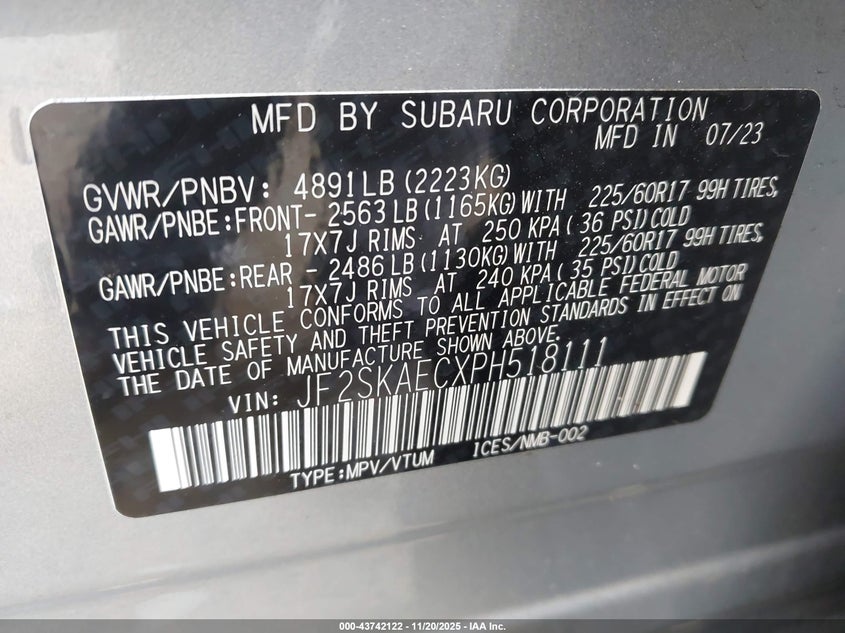 MFD BY SUBARU CORPORATION
MFD IN 07/23
GVWR/PNBV: 4891LB(2223KG)
GAWR/PNBE:FRONT- 2563LB(1165KG)WITH 225/60R17 99H TIRES,
17X7J RIMS AT 250 KPA(36 PSI)COLD
GAWR/PNBE:REAR - 2486LB(1130KG)WITH 225/60R17 99H TIRES,
17X7J RIMS AT 240 KPA(35 PSI)COLD
THIS VEHICLE CONFORMS TO ALL APPLICABLE FEDERAL MOTOR
VEHICLE SAFETY AND THEFT PREVENTION STANDARDS IN EFFECT ON
THE DATE OF MANUFACTURE SHOWN ABOVE.
VIN: JF2SKAECXPH518111
TYPE:MPV/VTUM ICES/NMB-002
000-43742122 - 11/20/2025 - IAA Inc.